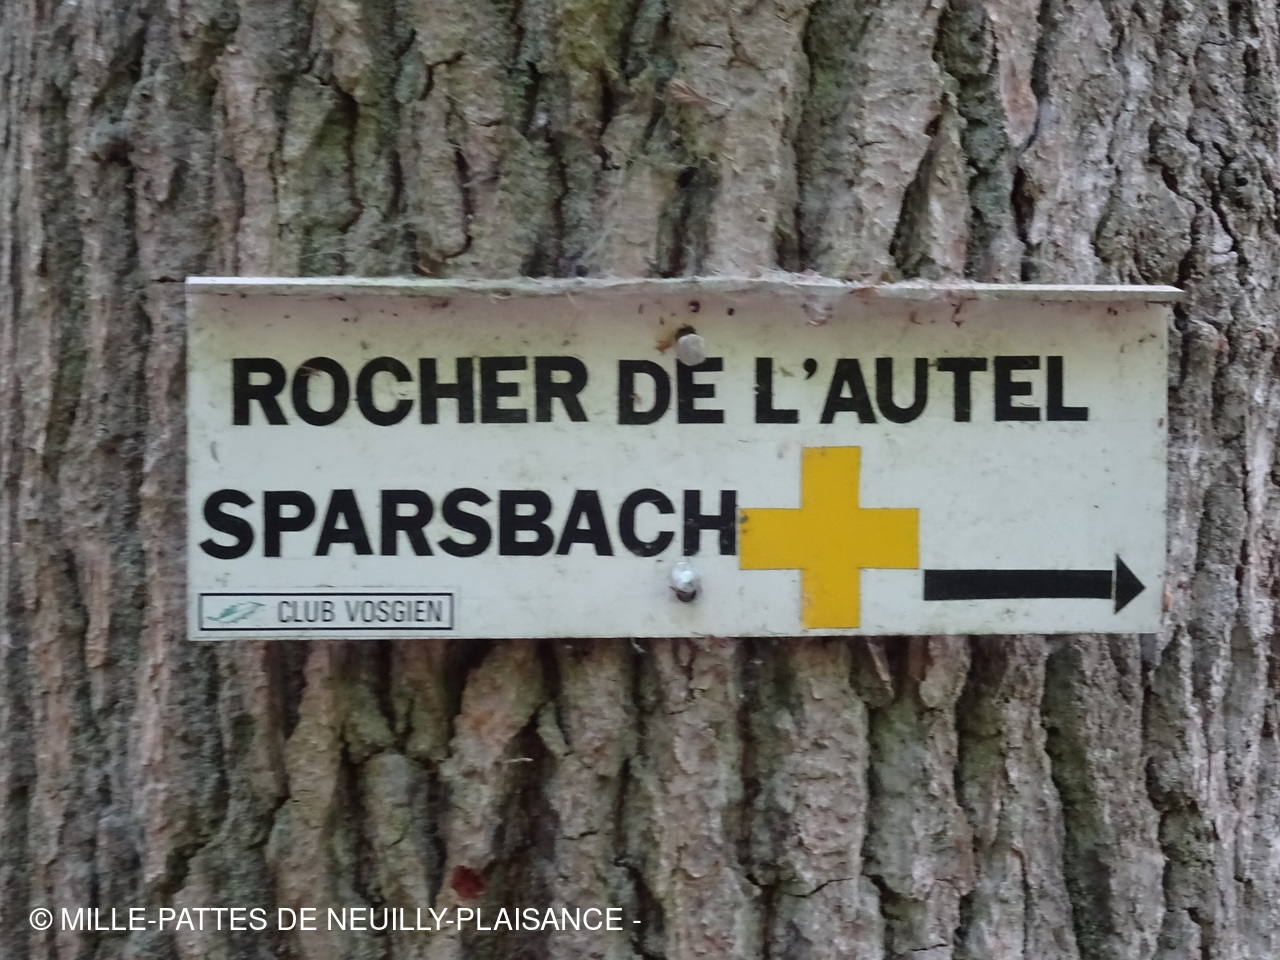 ROCHER DE L'AUTEL
SPARSBACH
CLUB VOSGIEN
© MILLE-PATTES DE NEUILLY-PLAISANCE -